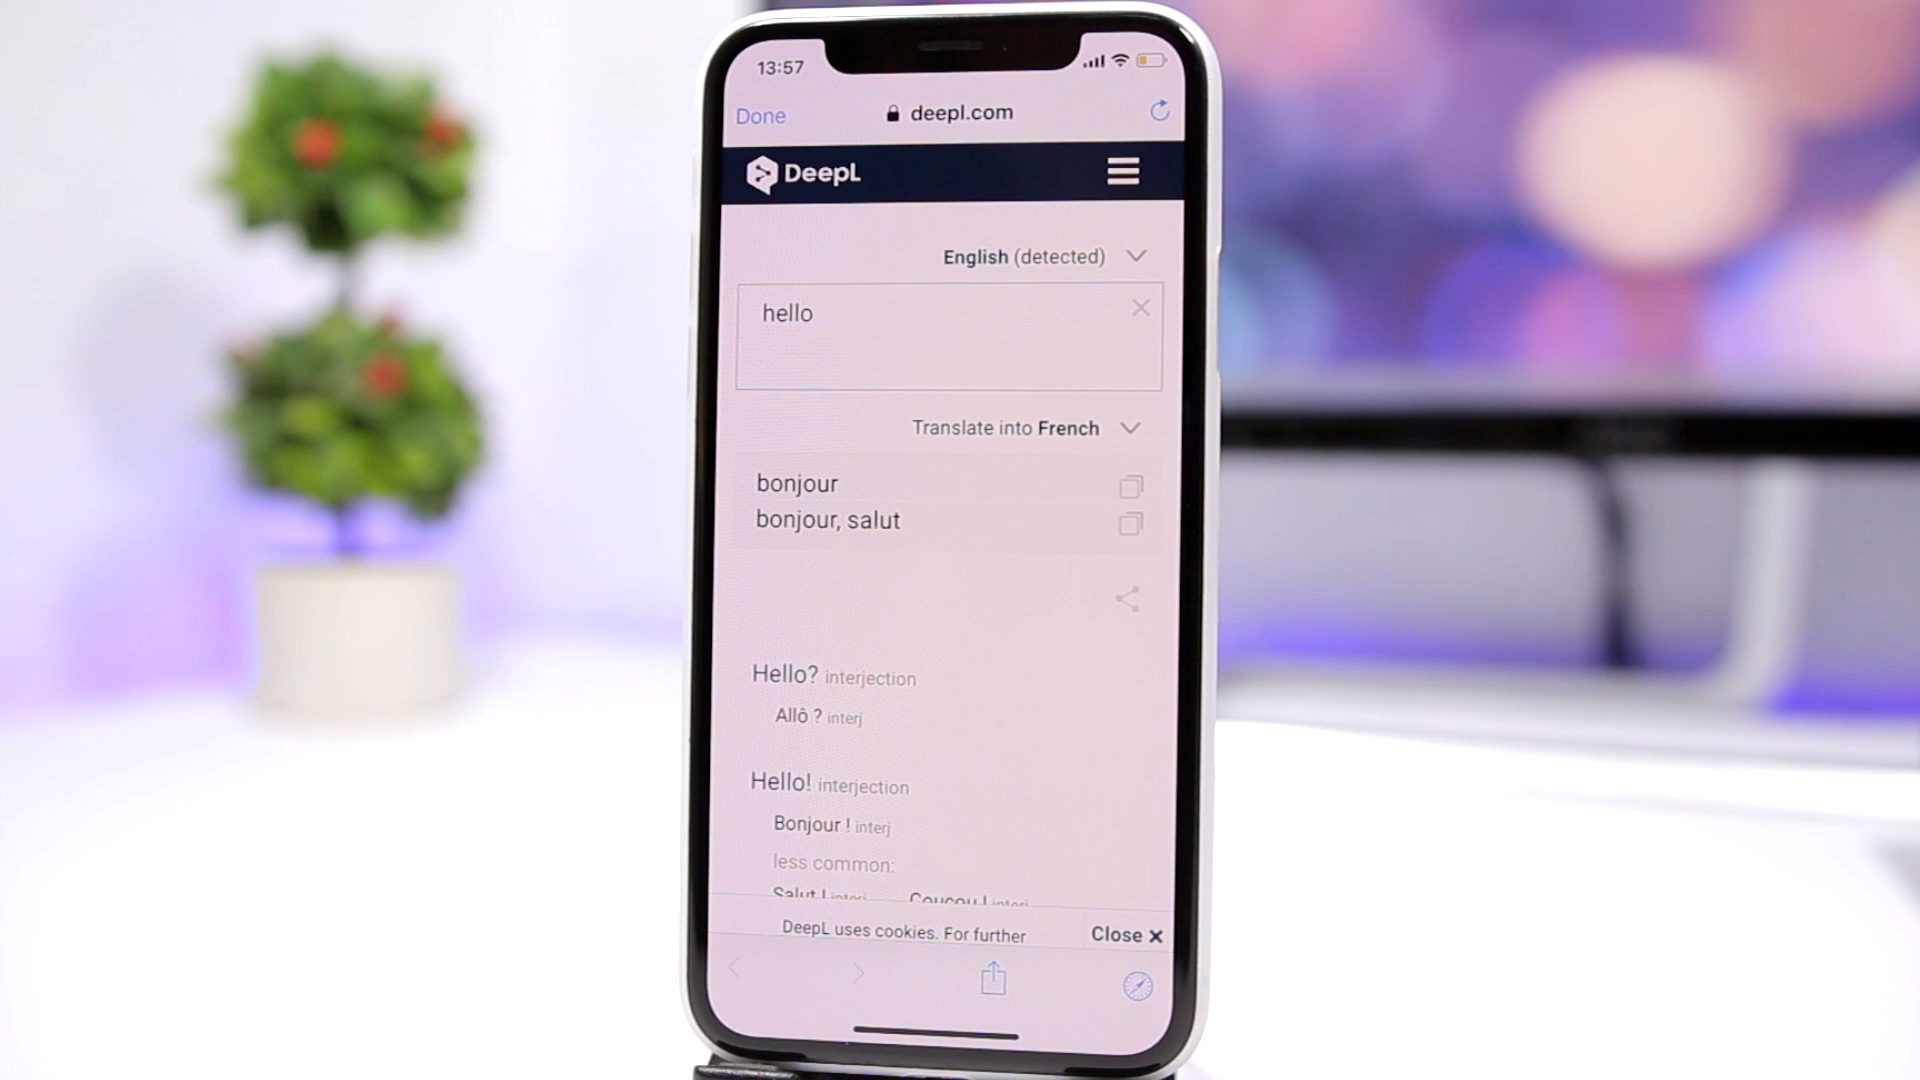 13:57
Done deepl.com
DeepL
English (detected)
hello
Translate into French
bonjour
bonjour, salut
Hello? interjection
Allô ? interj
Hello! interjection
Bonjour ! interj
less common:
Salut ! interj Coucou ! interj
DeepL uses cookies. For further Close